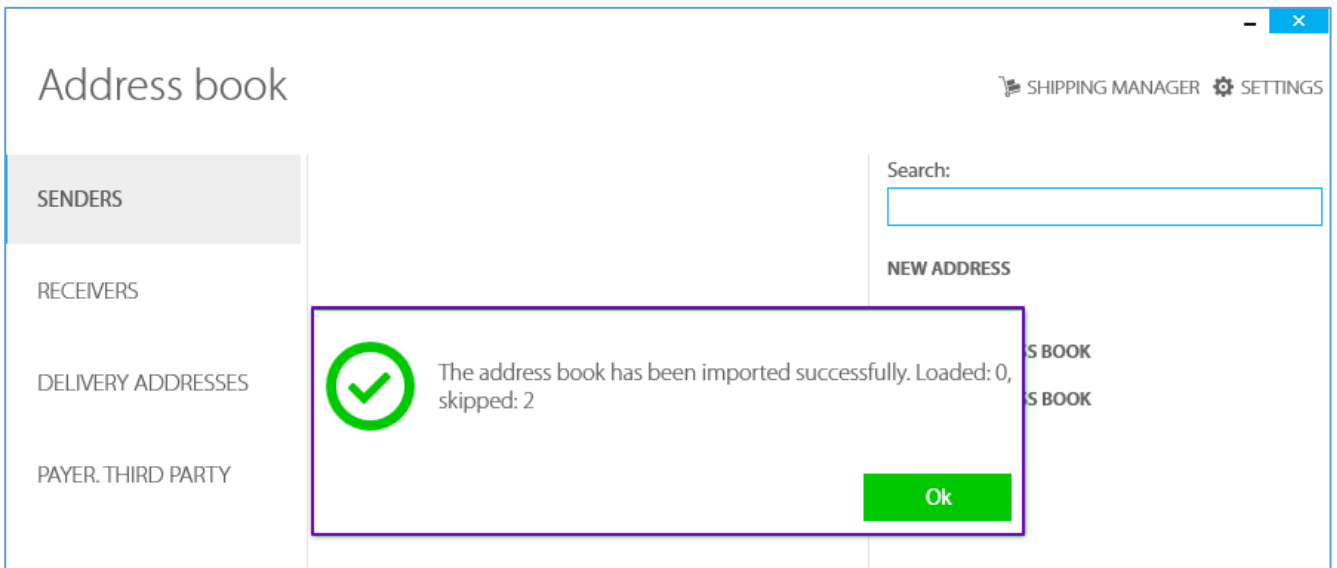 Address book
SHIPPING MANAGER SETTINGS
SENDERS
RECEIVERS
DELIVERY ADDRESSES
PAYER. THIRD PARTY
Search:
NEW ADDRESS
BOOK
BOOK
The address book has been imported successfully. Loaded: 0,
skipped: 2
Ok